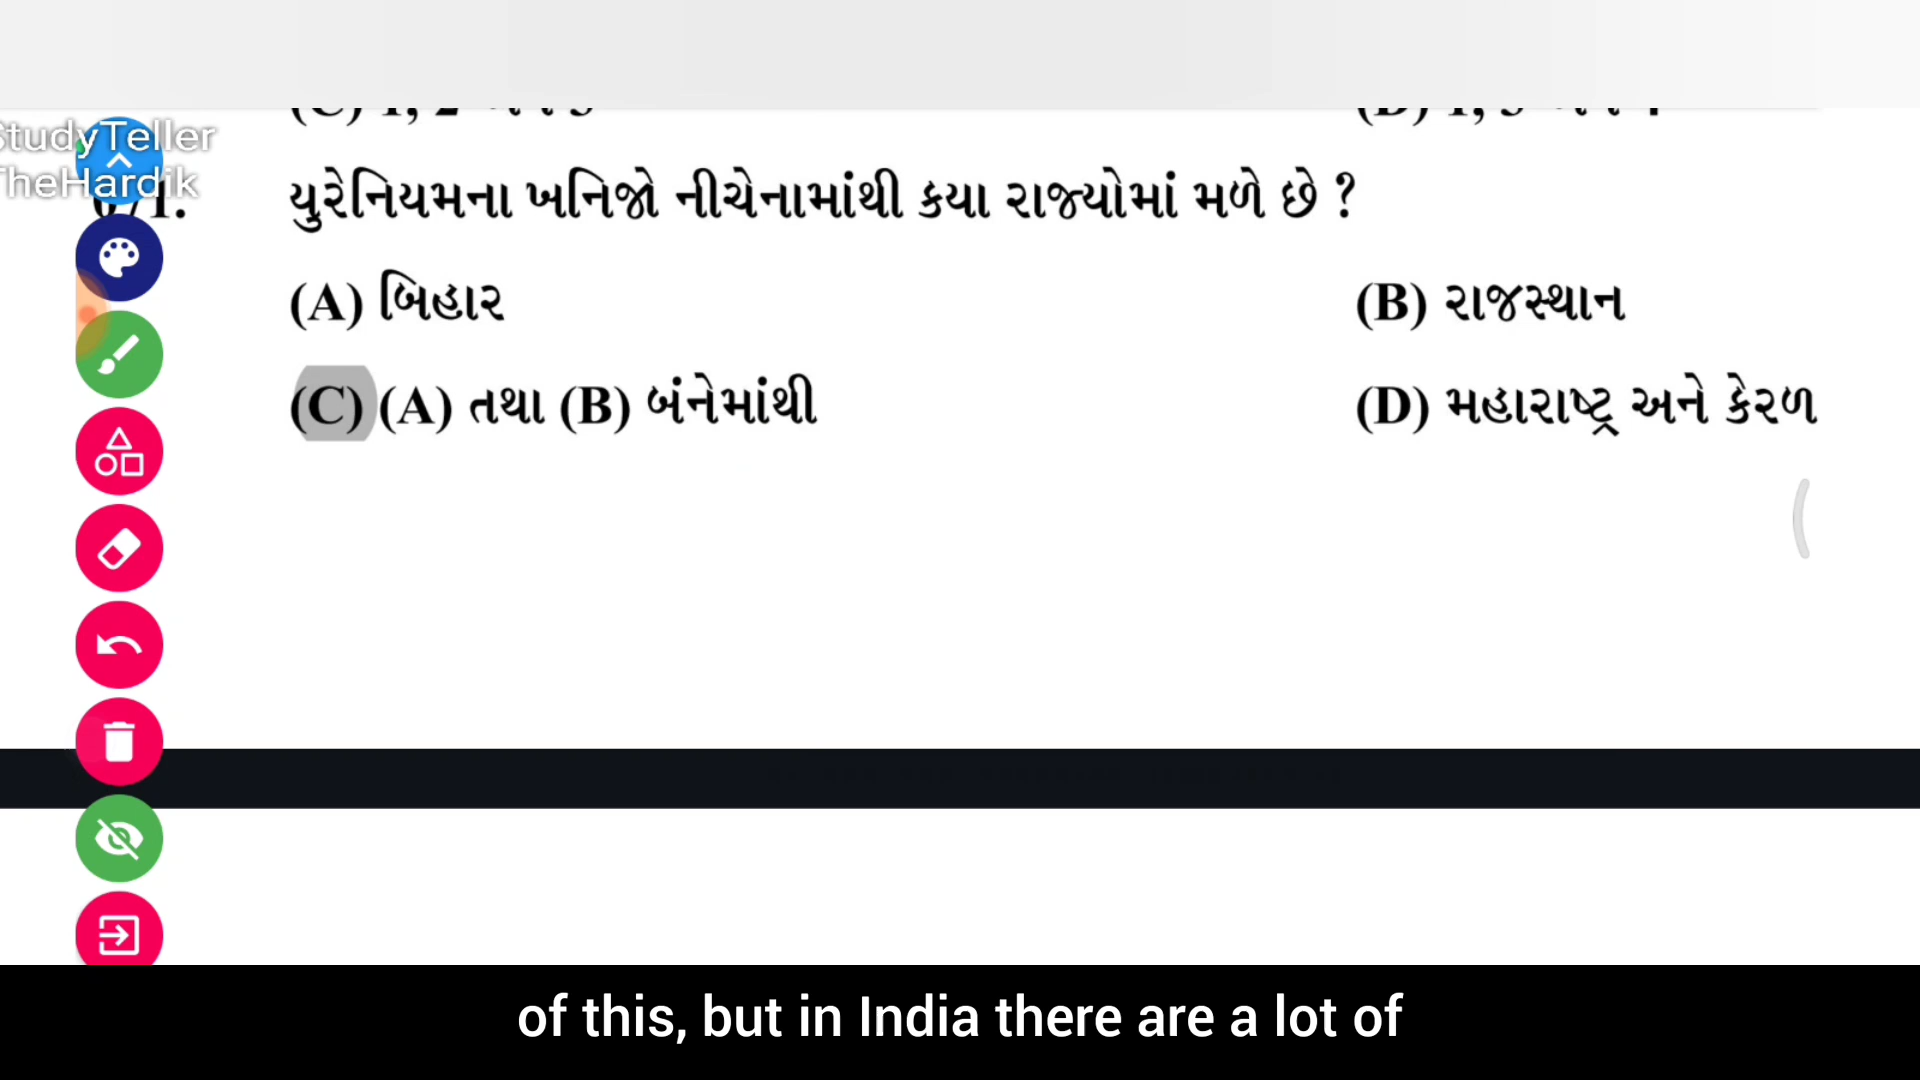 StudyTeller
TheHardik
યુરેનિયમના ખનિજો નીચેનામાંથી કયા રાજ્યોમાં મળે છે ?
(A) બિહાર (B) રાજસ્થાન
(C) (A) તથા (B) બંનેમાંથી (D) મહારાષ્ટ્ર અને કેરળ
of this, but in India there are a lot of